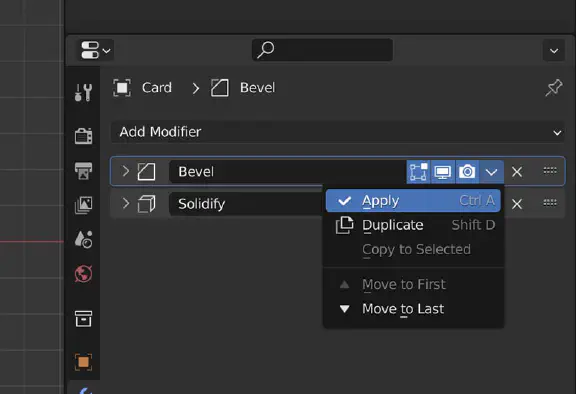 Card > Bevel
Add Modifier
Bevel
Solidify
Apply Ctrl A
Duplicate Shift D
Copy to Selected
Move to First
Move to Last